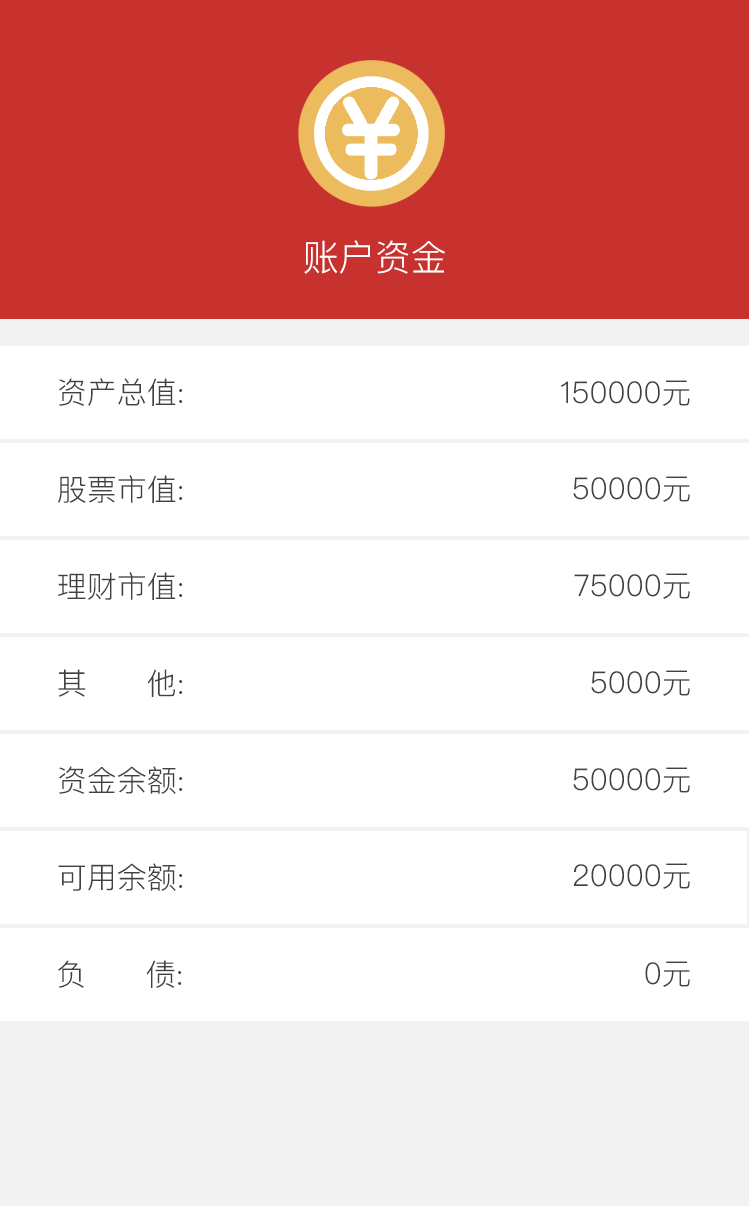 ¥
账户资金
资产总值: 150000元
股票市值: 50000元
理财市值: 75000元
其　　他: 5000元
资金余额: 50000元
可用余额: 20000元
负　　债: 0元